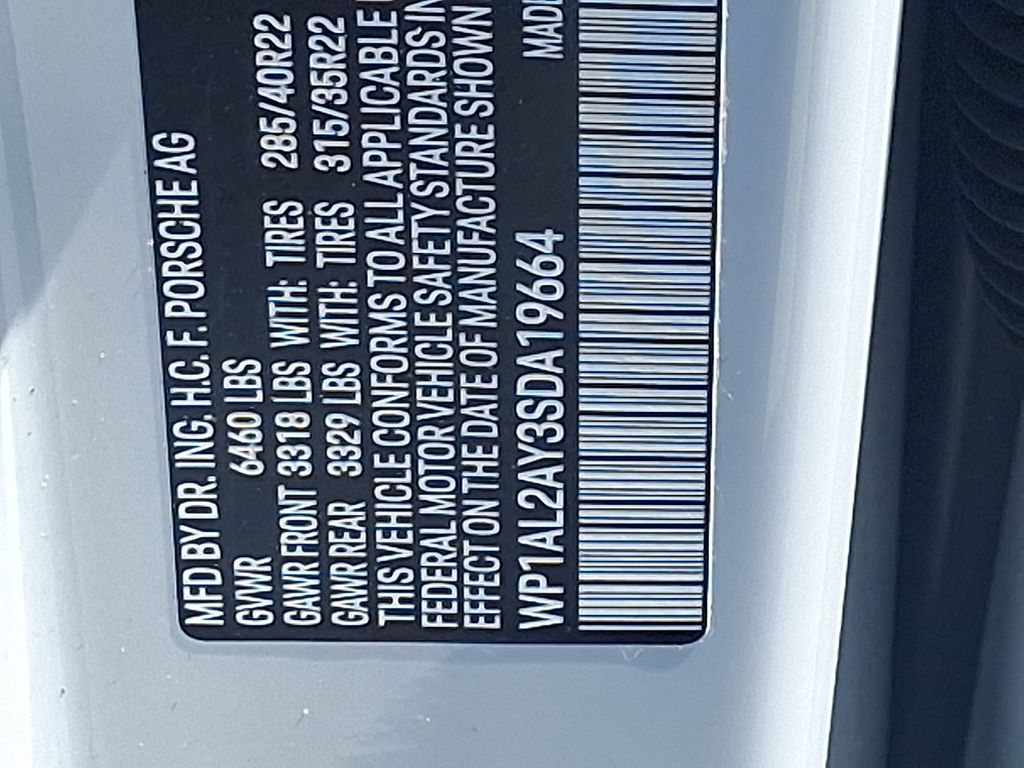 MFD BY DR. ING. H.C. F. PORSCHE AG
GVWR 6460 LBS
GAWR FRONT 3318 LBS WITH: TIRES 285/40R22
GAWR REAR 3329 LBS WITH: TIRES 315/35R22
THIS VEHICLE CONFORMS TO ALL APPLICABLE
FEDERAL MOTOR VEHICLE SAFETY STANDARDS IN
EFFECT ON THE DATE OF MANUFACTURE SHOWN
WP1AL2AY3SDA19664 MADE